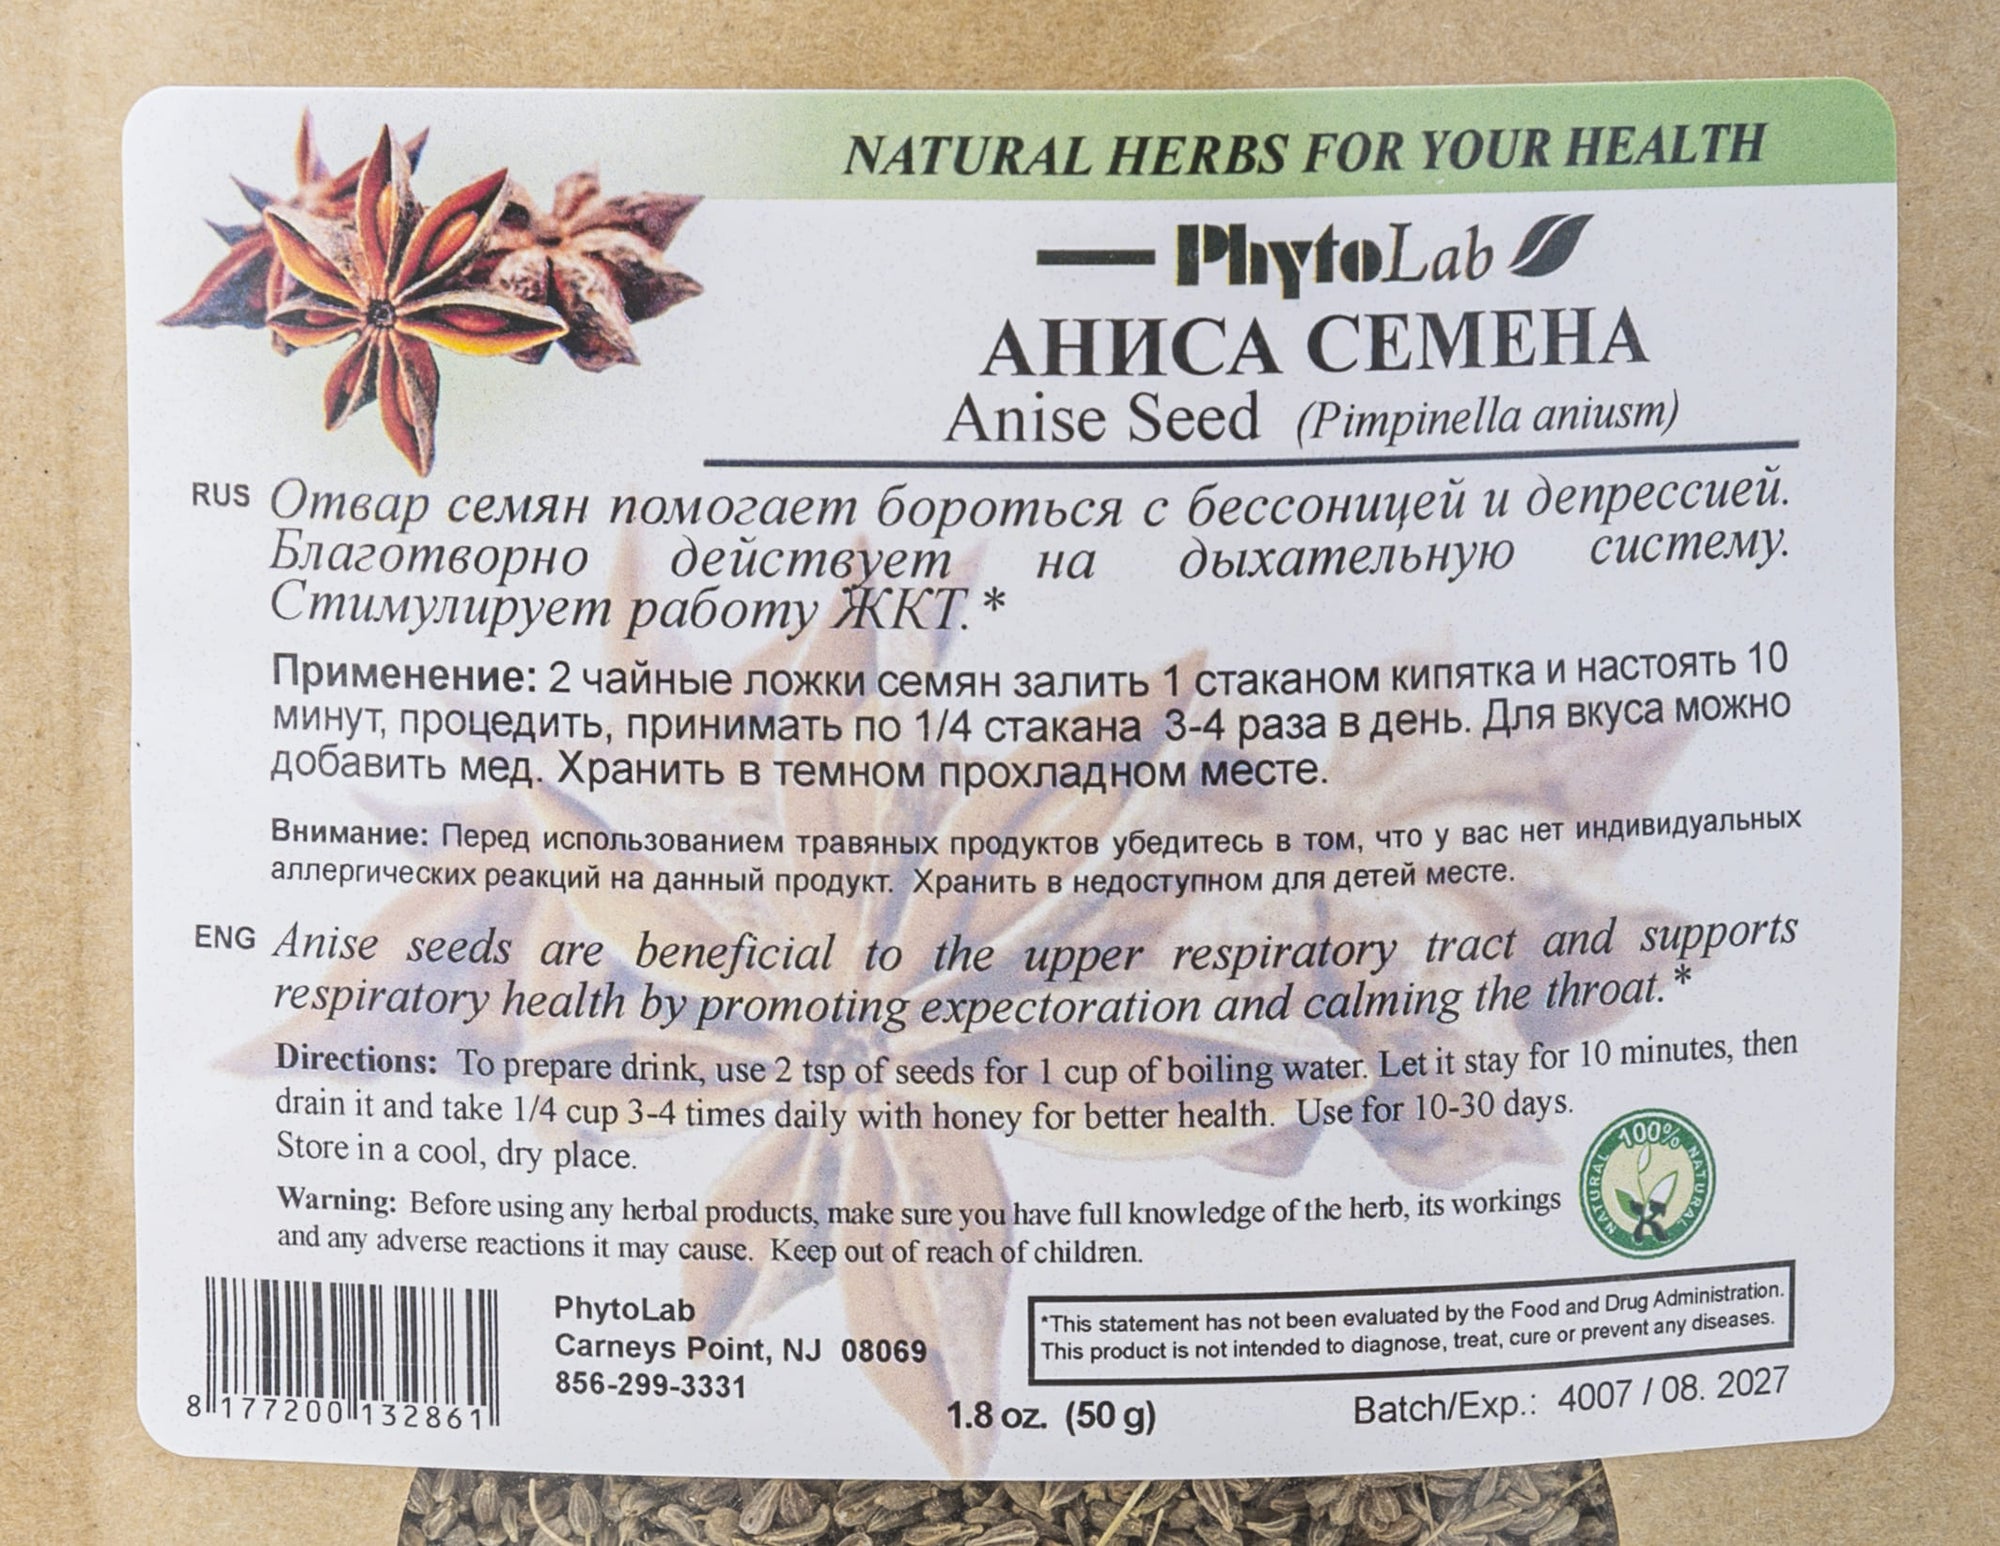 NATURAL HERBS FOR YOUR HEALTH
PhytoLab
АНИСА СЕМЕНА
Anise Seed (Pimpinella aniusm)
RUS Отвар семян помогает бороться с бессоницей и депрессией.
Благотворно действует на дыхательную систему.
Стимулирует работу ЖКТ.*
Применение: 2 чайные ложки семян залить 1 стаканом кипятка и настоять 10
минут, процедить, принимать по 1/4 стакана 3-4 раза в день. Для вкуса можно
добавить мед. Хранить в темном прохладном месте.
Внимание: Перед использованием травяных продуктов убедитесь в том, что у вас нет индивидуальных
аллергических реакций на данный продукт. Хранить в недоступном для детей месте.
ENG Anise seeds are beneficial to the upper respiratory tract and supports
respiratory health by promoting expectoration and calming the throat.*
Directions: To prepare drink, use 2 tsp of seeds for 1 cup of boiling water. Let it stay for 10 minutes, then
drain it and take 1/4 cup 3-4 times daily with honey for better health. Use for 10-30 days.
Store in a cool, dry place.
100% NATURAL NATURAL
Warning: Before using any herbal products, make sure you have full knowledge of the herb, its workings
and any adverse reactions it may cause. Keep out of reach of children.
8 17720013286 1
PhytoLab
Carneys Point, NJ 08069
856-299-3331
*This statement has not been evaluated by the Food and Drug Administration.
This product is not intended to diagnose, treat, cure or prevent any diseases.
1.8 oz. (50 g)
Batch/Exp.: 4007 / 08. 2027